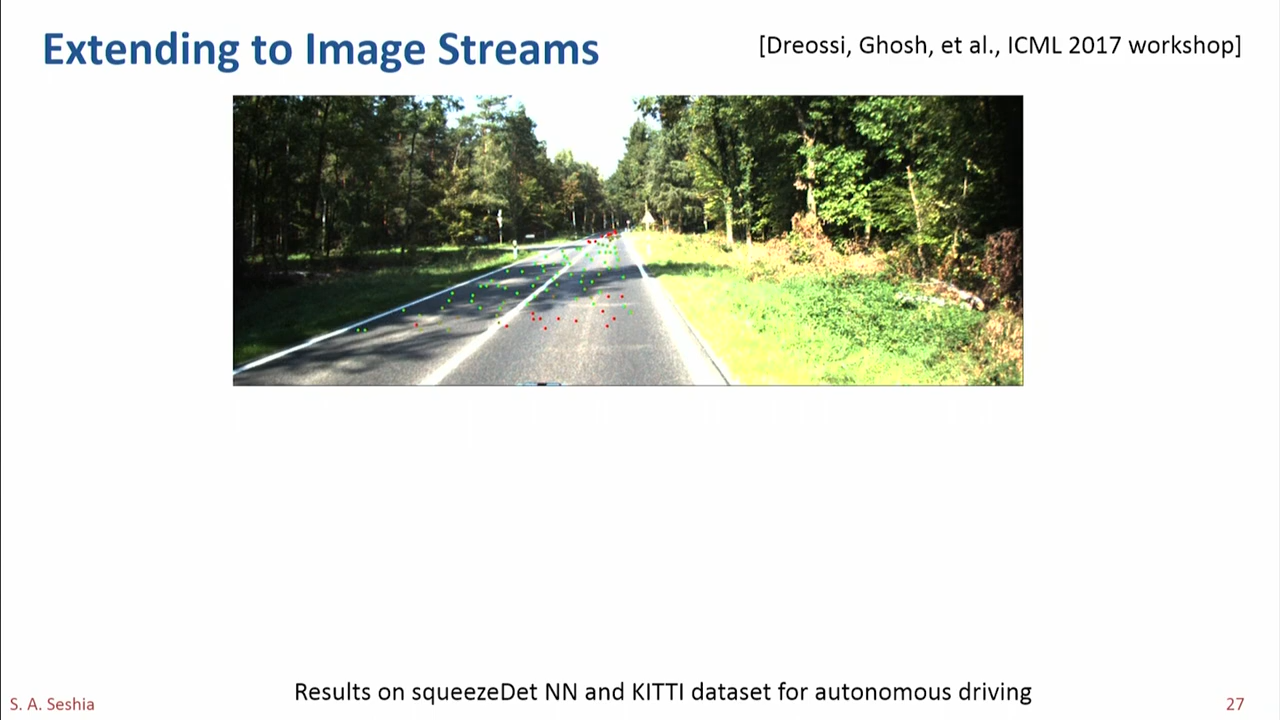 Extending to Image Streams
[Dreossi, Ghosh, et al., ICML 2017 workshop]
Results on squeezeDet NN and KITTI dataset for autonomous driving
S. A. Seshia
27